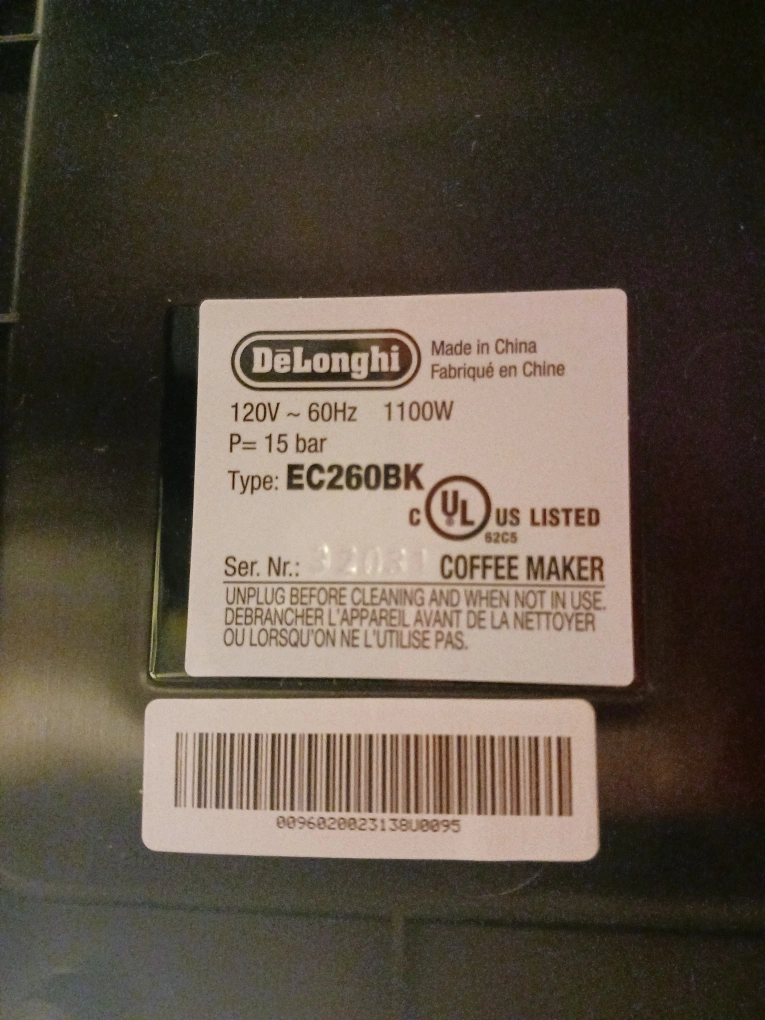 DēLonghi
Made in China
Fabriqué en Chine
120V ~ 60Hz 1100W
P= 15 bar
Type: EC260BK
C UL US LISTED
62C5
Ser. Nr.: 32031 COFFEE MAKER
UNPLUG BEFORE CLEANING AND WHEN NOT IN USE.
DEBRANCHER L'APPAREIL AVANT DE LA NETTOYER
OU LORSQU'ON NE L'UTILISE PAS.
0096020023138U0095